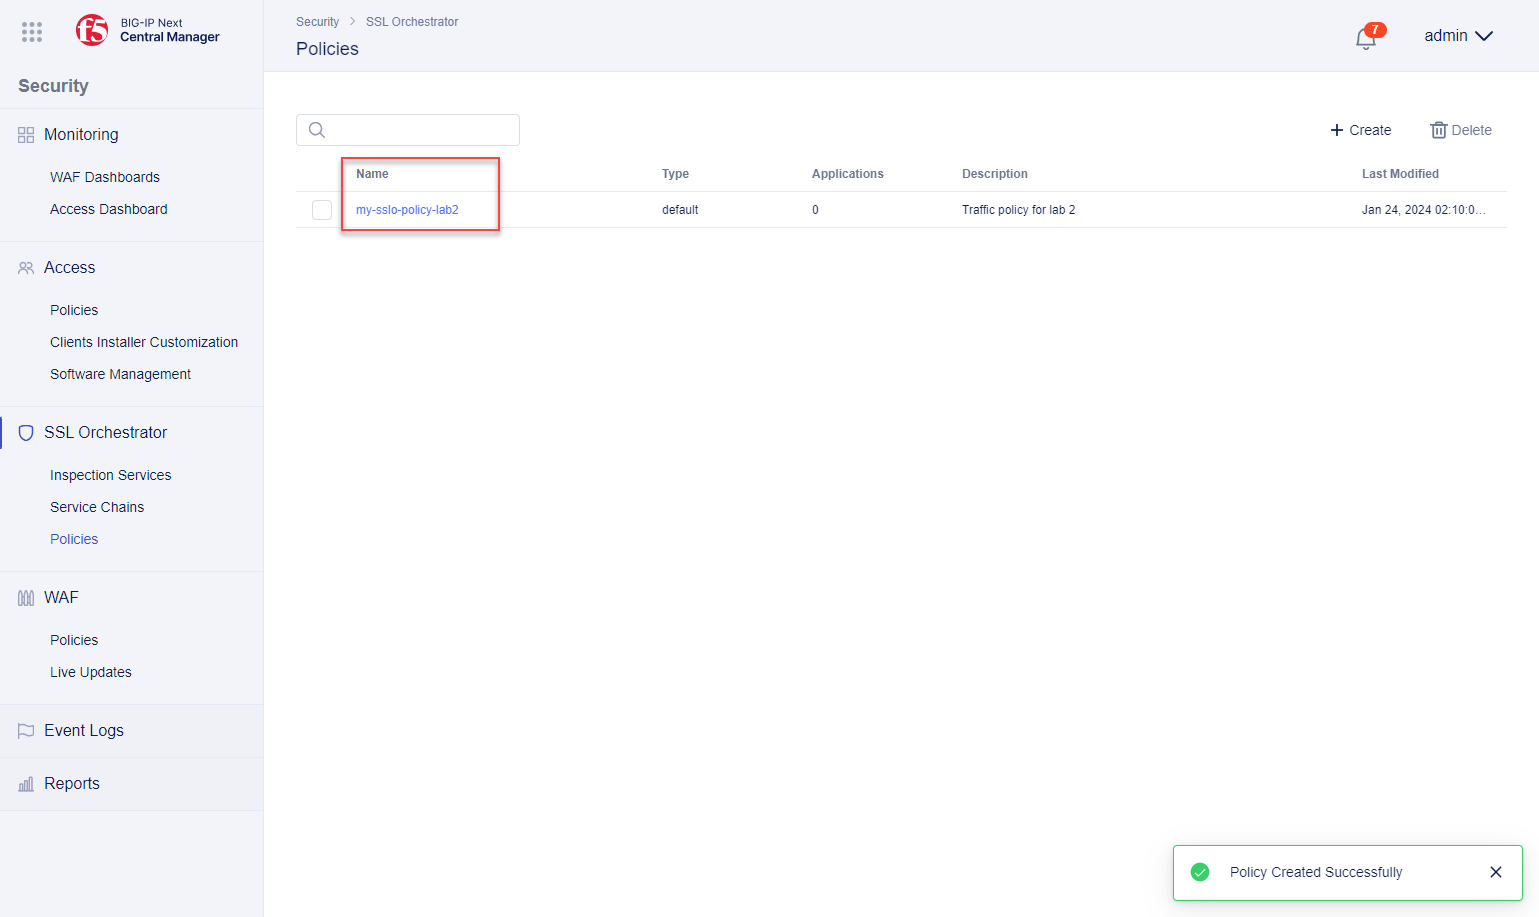 f5
BIG-IP Next
Central Manager
Security
Monitoring
WAF Dashboards
Access Dashboard
Access
Policies
Clients Installer Customization
Software Management
SSL Orchestrator
Inspection Services
Service Chains
Policies
WAF
Policies
Live Updates
Event Logs
Reports
Security > SSL Orchestrator
Policies
7
admin
Create Delete
Name Type Applications Description Last Modified
my-sslo-policy-lab2 default 0 Traffic policy for lab 2 Jan 24, 2024 02:10:0...
Policy Created Successfully